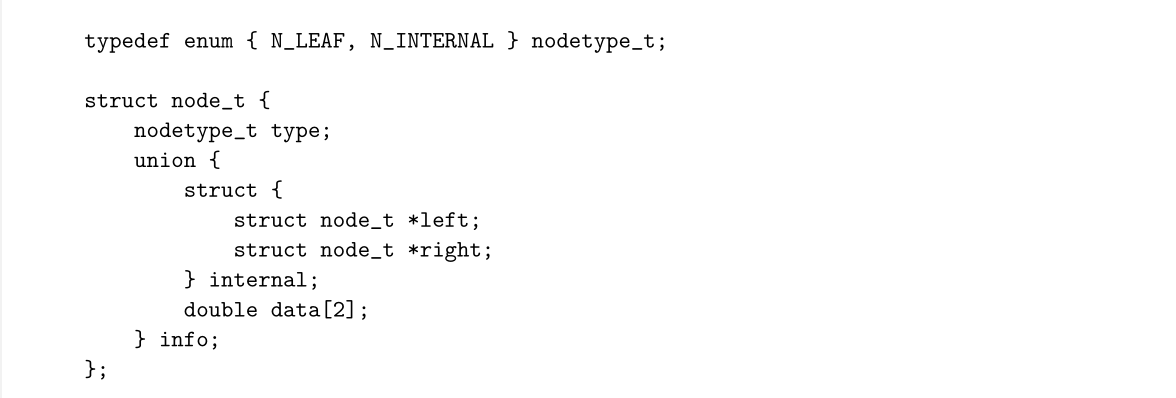 typedef enum { N_LEAF, N_INTERNAL } nodetype_t;
struct node_t {
nodetype_t type;
union {
struct {
struct node_t *left;
struct node_t *right;
} internal;
double data[2];
} info;
};